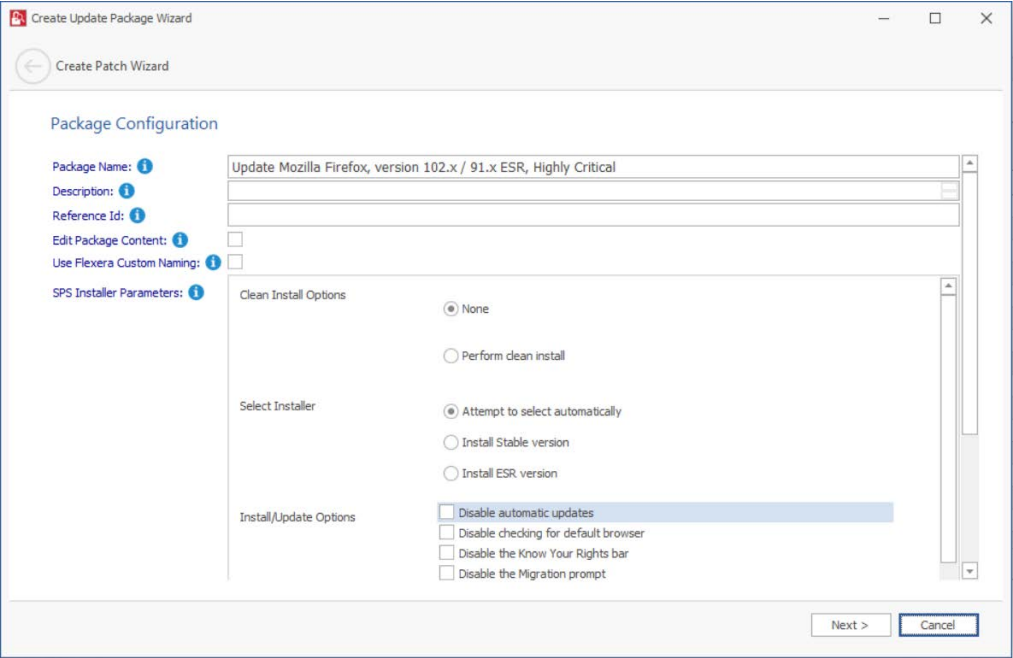 Create Update Package Wizard
Create Patch Wizard
Package Configuration
Package Name:
Update Mozilla Firefox, version 102.x / 91.x ESR, Highly Critical
Description:
Reference Id:
Edit Package Content:
Use Flexera Custom Naming:
SPS Installer Parameters:
Clean Install Options
None
Perform clean install
Select Installer
Attempt to select automatically
Install Stable version
Install ESR version
Install/Update Options
Disable automatic updates
Disable checking for default browser
Disable the Know Your Rights bar
Disable the Migration prompt
Next >
Cancel